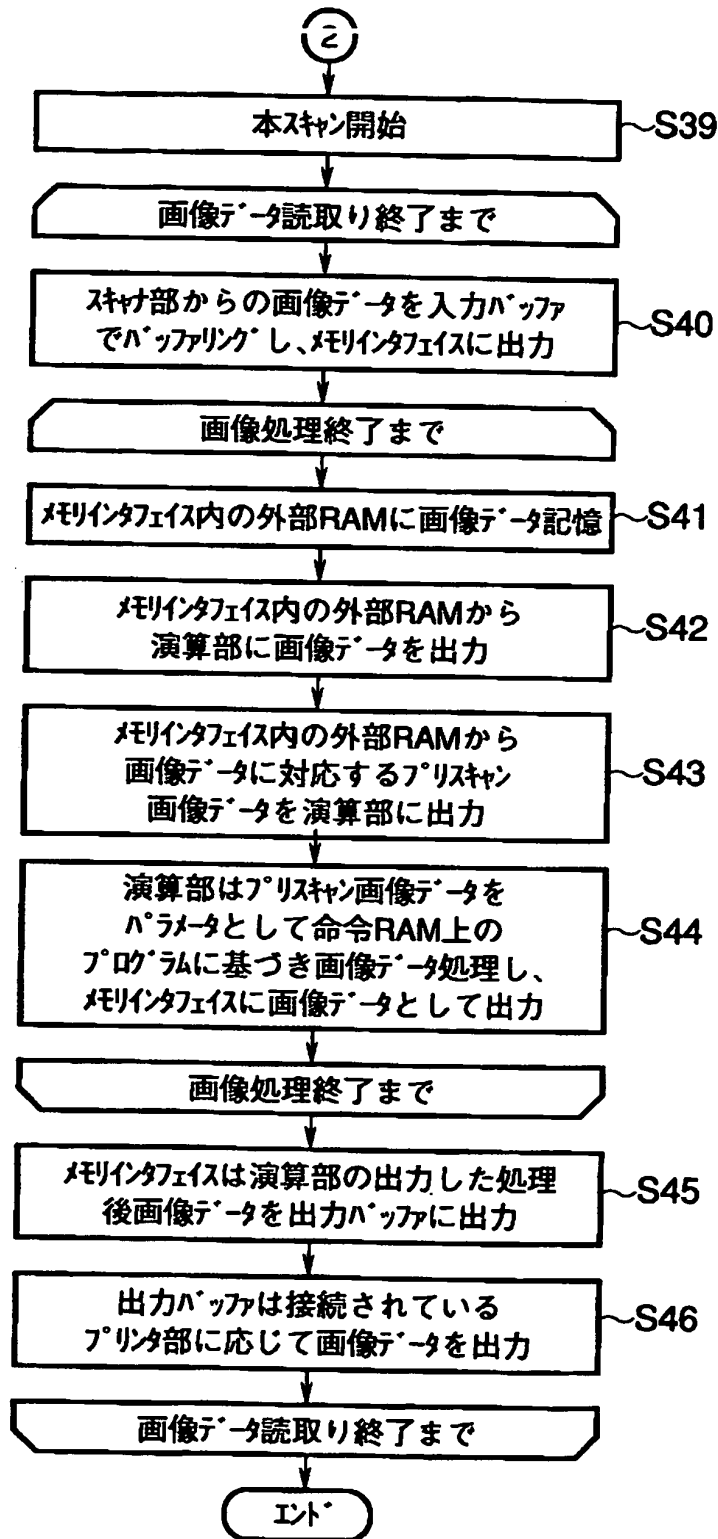 2
本スキャン開始
S39
画像データ読取り終了まで
スキャナ部からの画像データを入力バッファ
でバッファリングし、メモリインタフェイスに出力
S40
画像処理終了まで
メモリインタフェイス内の外部RAMに画像データ記憶
S41
メモリインタフェイス内の外部RAMから
演算部に画像データを出力
S42
メモリインタフェイス内の外部RAMから
画像データに対応するプリスキャン
画像データを演算部に出力
S43
演算部はプリスキャン画像データを
パラメータとして命令RAM上の
プログラムに基づき画像データ処理し、
メモリインタフェイスに画像データとして出力
S44
画像処理終了まで
メモリインタフェイスは演算部の出力した処理
後画像データを出力バッファに出力
S45
出力バッファは接続されている
プリンタ部に応じて画像データを出力
S46
画像データ読取り終了まで
エンド